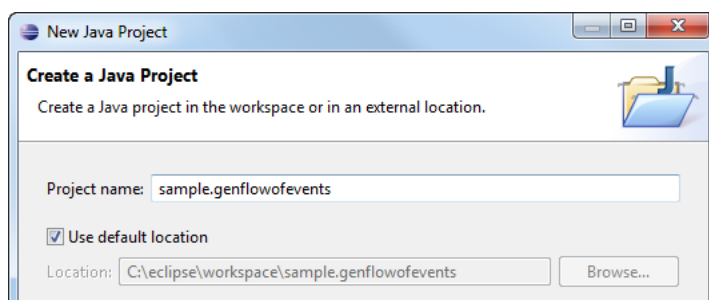 New Java Project
Create a Java Project
Create a Java project in the workspace or in an external location.
Project name: sample.genflowofevents
Use default location
Location: C:\eclipse\workspace\sample.genflowofevents Browse...